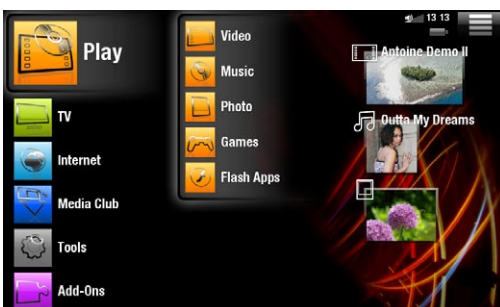 13 13
Play
TV
Internet
Media Club
Tools
Add-Ons
Video
Music
Photo
Games
Flash Apps
Antoine Demo II
Outta My Dreams